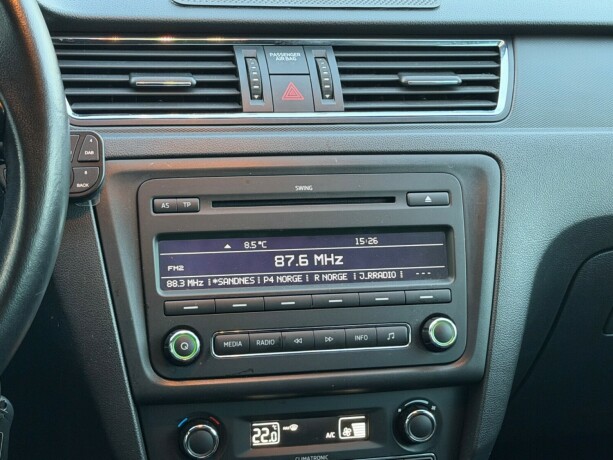 PASSENGER
AIR BAG
DAB
BACK
SWING
AS TP
8.5°C 15:26
87.6 MHz
FM2
88.3 MHz *SANDNES P4 NORGE R NORGE J.RRADIO ---
MEDIA RADIO INFO
22.0°C A/C
CLIMATRONIC